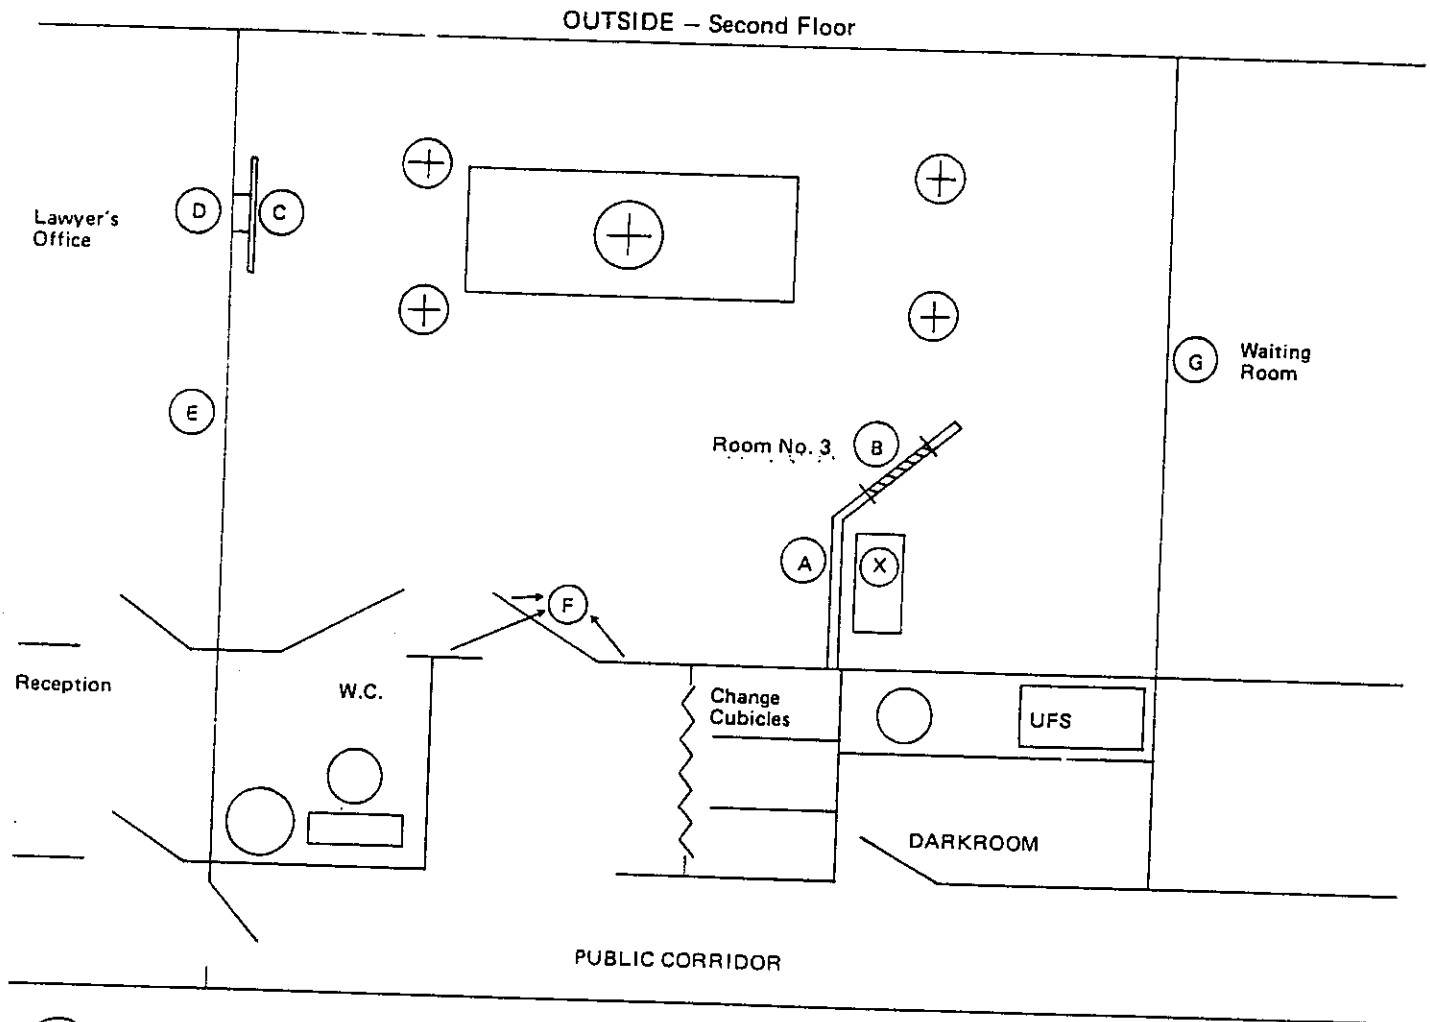 OUTSIDE – Second Floor
D
C
Lawyer's
Office
G
Waiting
Room
E
Room No. 3
B
A
X
F
Reception
W.C.
Change
Cubicles
UFS
DARKROOM
PUBLIC CORRIDOR